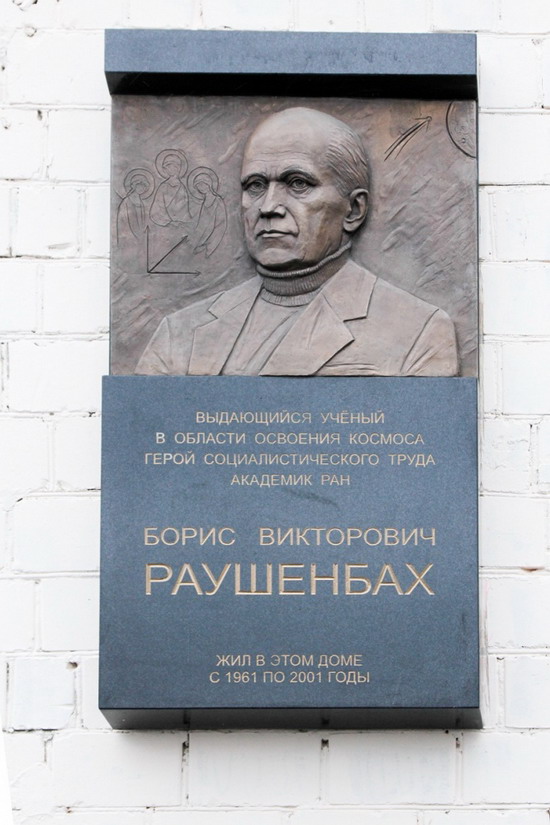 ВЫДАЮЩИЙСЯ УЧЁНЫЙ
В ОБЛАСТИ ОСВОЕНИЯ КОСМОСА
ГЕРОЙ СОЦИАЛИСТИЧЕСКОГО ТРУДА
АКАДЕМИК РАН
БОРИС ВИКТОРОВИЧ
РАУШЕНБАХ
ЖИЛ В ЭТОМ ДОМЕ
С 1961 ПО 2001 ГОДЫ